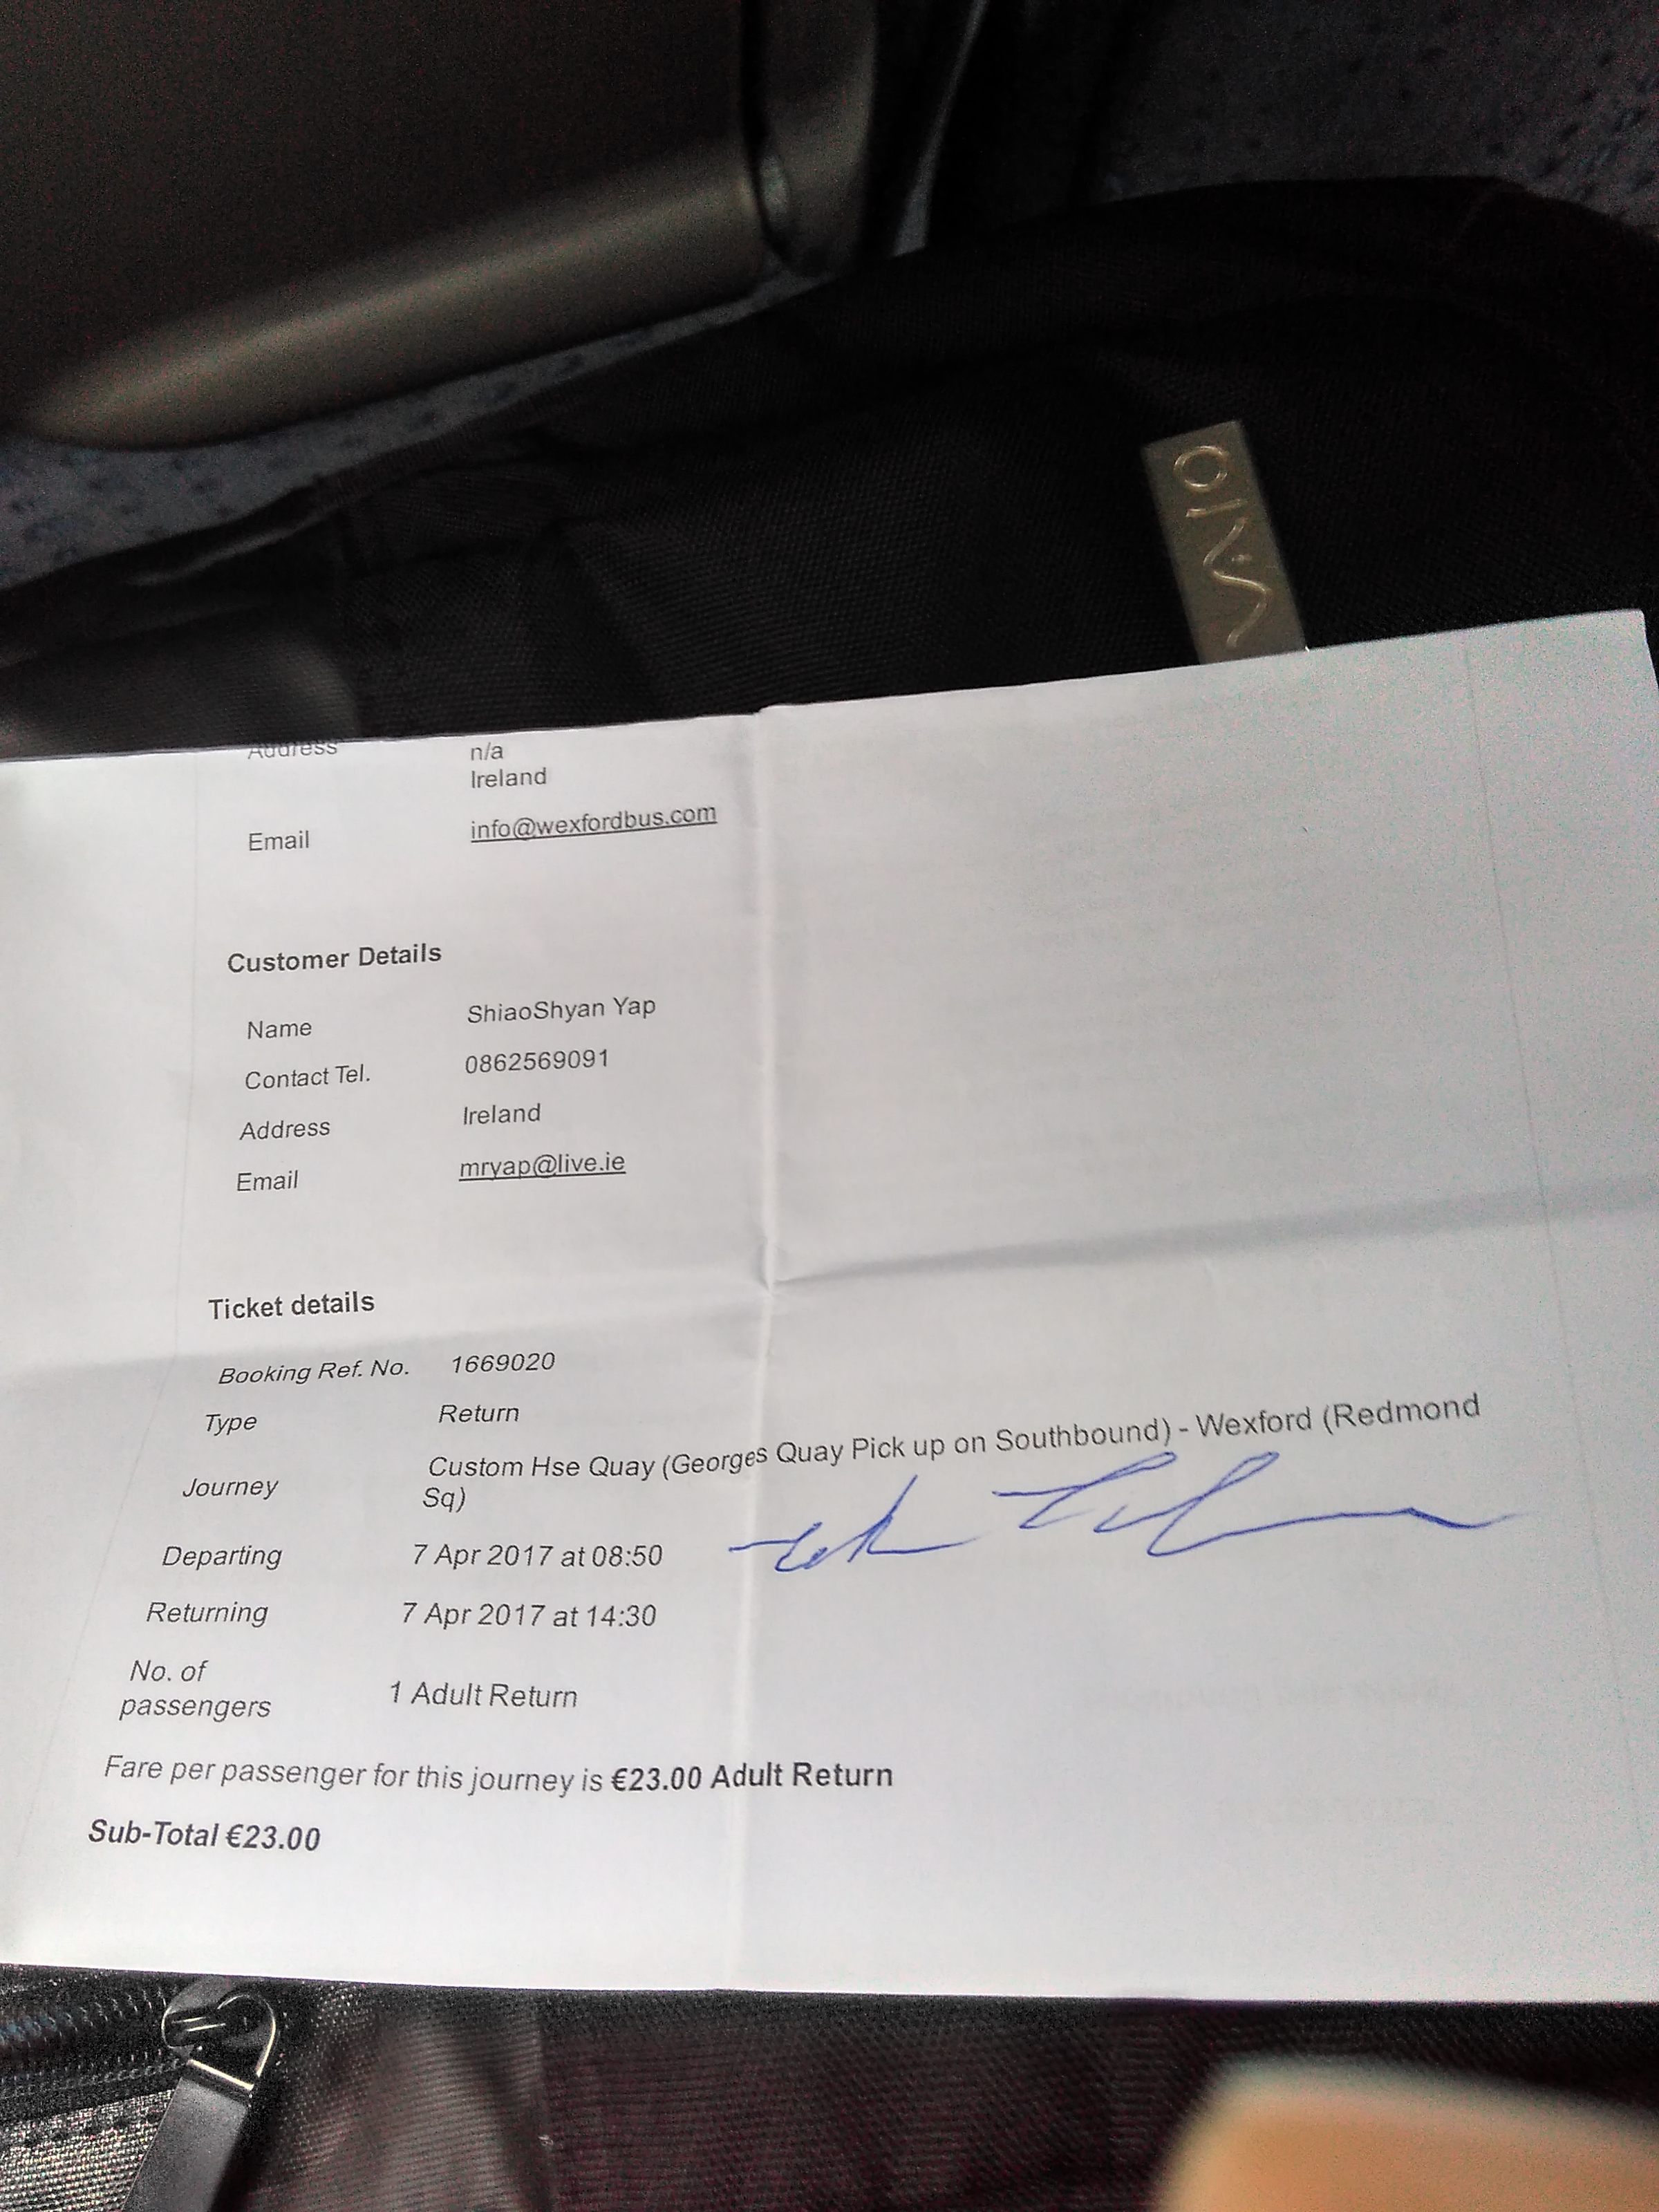 VAIO
Address n/a
Ireland
Email info@wexfordbus.com
Customer Details
Name ShiaoShyan Yap
Contact Tel. 0862569091
Address Ireland
Email mryap@live.ie
Ticket details
Booking Ref. No. 1669020
Type Return
Journey Custom Hse Quay (Georges Quay Pick up on Southbound) - Wexford (Redmond
Sq)
Departing 7 Apr 2017 at 08:50
Returning 7 Apr 2017 at 14:30
No. of
passengers 1 Adult Return
Fare per passenger for this journey is €23.00 Adult Return
Sub-Total €23.00